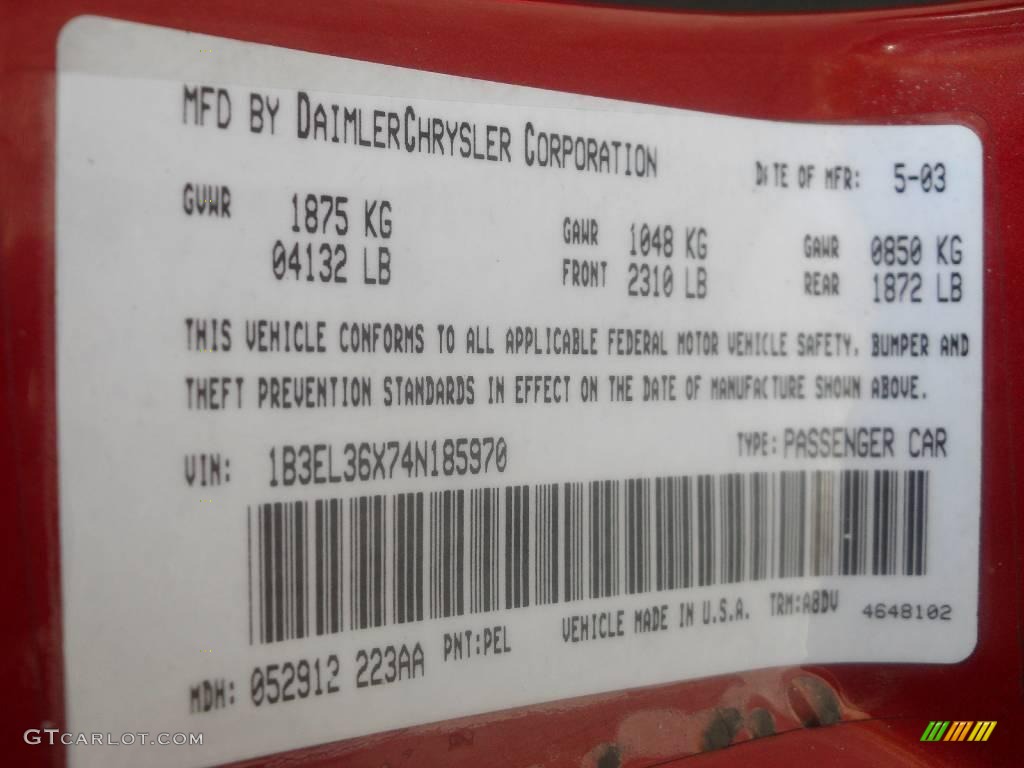 MFD BY DAIMLERCHRYSLER CORPORATION
DATE OF MFR: 5-03
GVWR 1875 KG GAWR 1048 KG GAWR 0850 KG
04132 LB FRONT 2310 LB REAR 1872 LB
THIS VEHICLE CONFORMS TO ALL APPLICABLE FEDERAL MOTOR VEHICLE SAFETY, BUMPER AND
THEFT PREVENTION STANDARDS IN EFFECT ON THE DATE OF MANUFACTURE SHOWN ABOVE.
VIN: 1B3EL36X74N185970 TYPE: PASSENGER CAR
MDH: 052912 223AA PNT:PEL VEHICLE MADE IN U.S.A. TRM:A8DV 4648102
GTCARLOT.COM